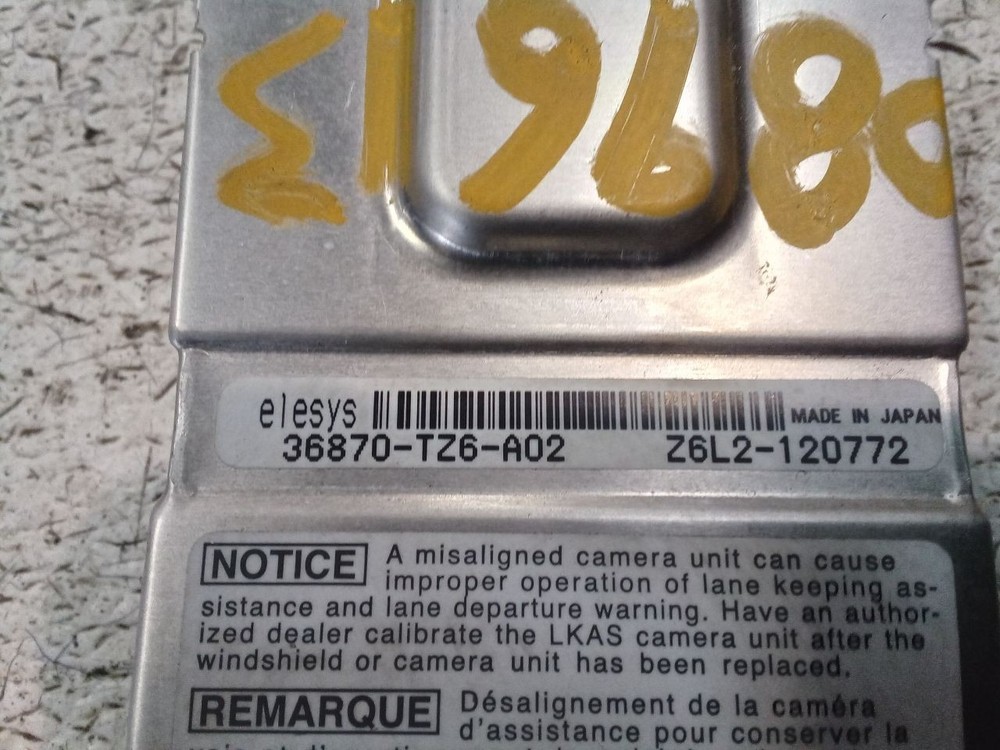 089613
elesys MADE IN JAPAN
36870-TZ6-A02 Z6L2-120772
NOTICE A misaligned camera unit can cause
improper operation of lane keeping as-
sistance and lane departure warning. Have an author-
ized dealer calibrate the LKAS camera unit after the
windshield or camera unit has been replaced.
REMARQUE Désalignement de la caméra
d'assistance pour conserver la